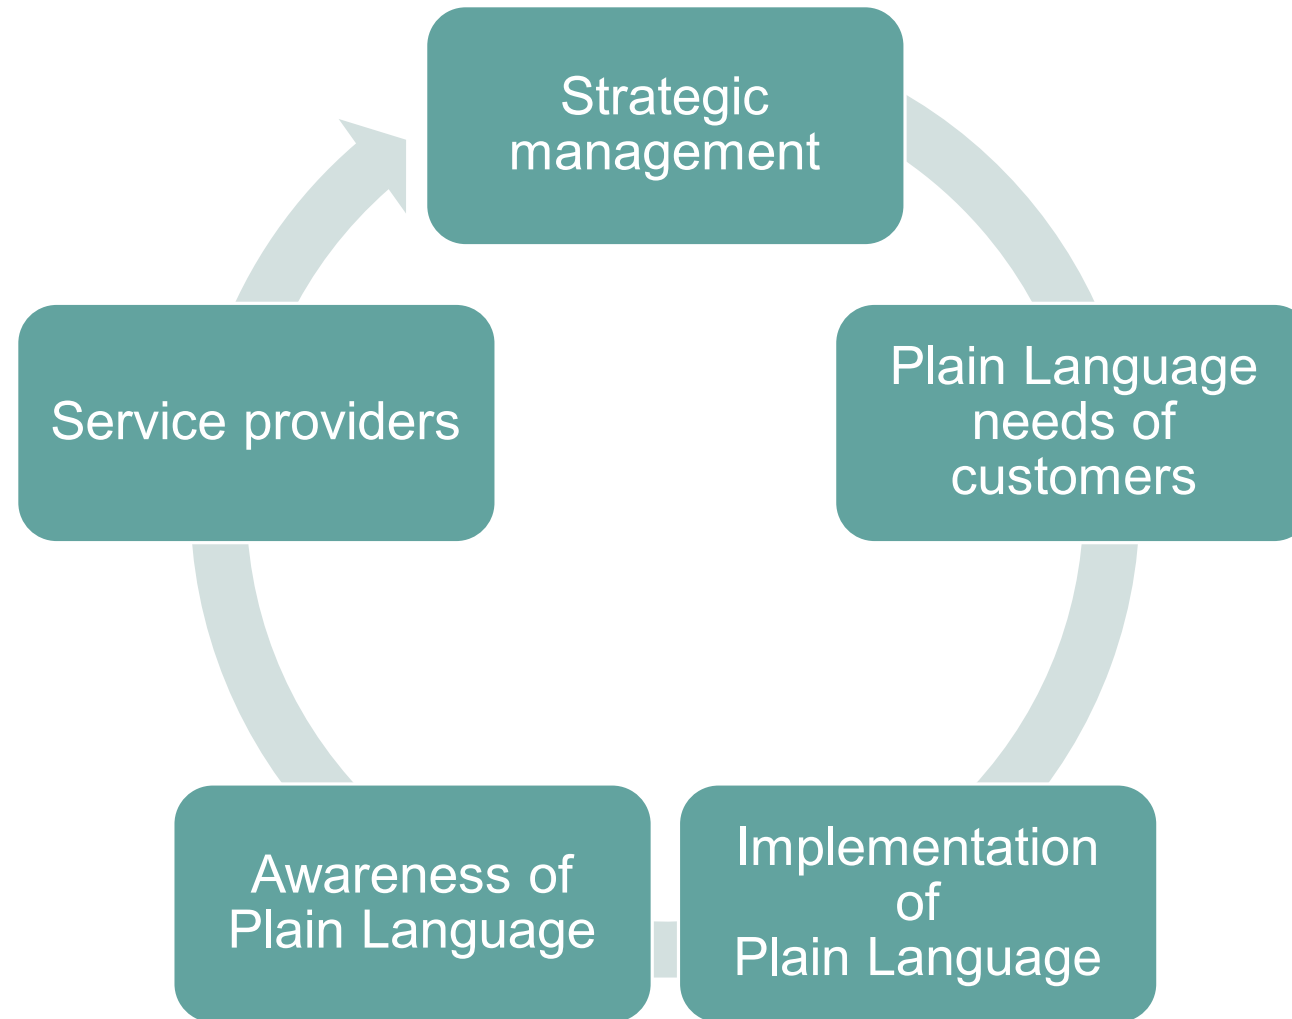 Strategic
management
Plain Language
needs of
customers
Implementation
of
Plain Language
Awareness of
Plain Language
Service providers